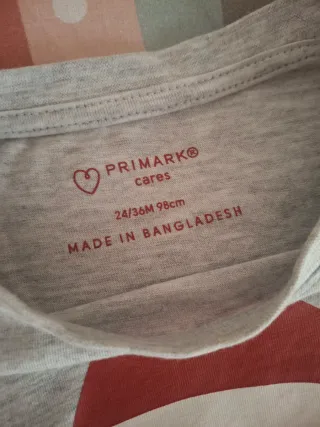 PRIMARK®
cares
24/36M 98cm
MADE IN BANGLADESH